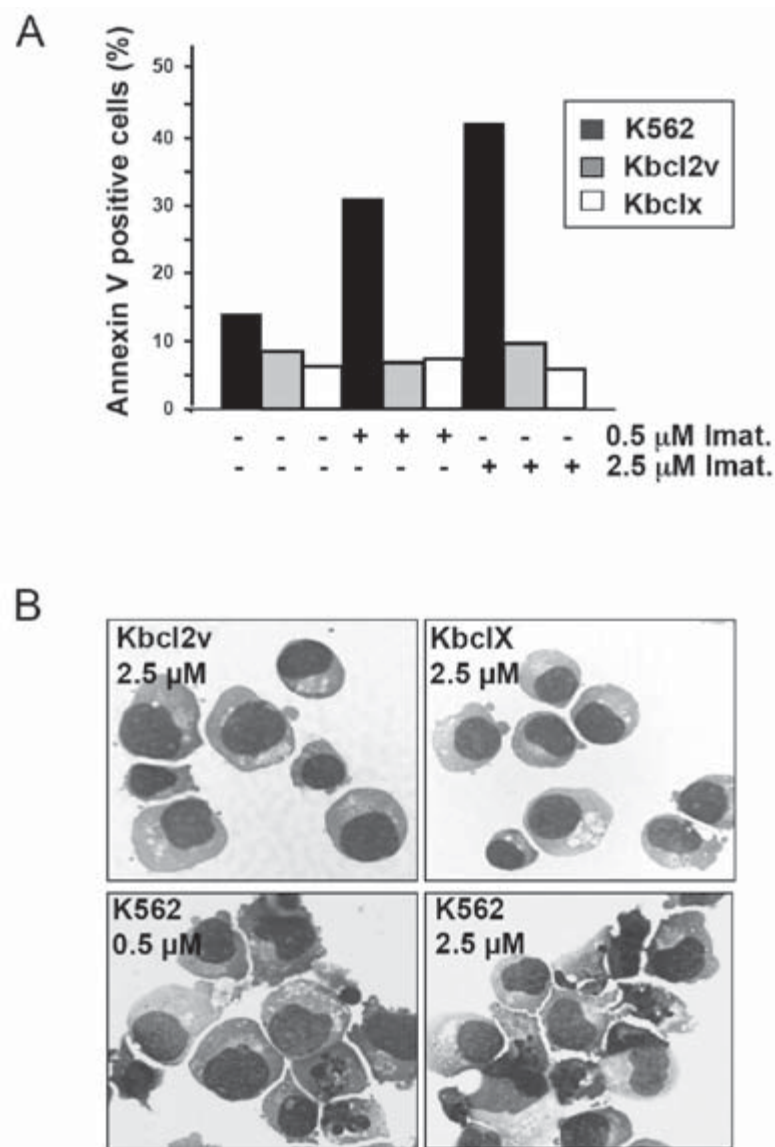 A
Annexin V positive cells (%)
50
40
30
20
10
0
K562
Kbcl2v
Kbclx
- - - + + + - - - 0.5 µM Imat.
- - - - - - + + + 2.5 µM Imat.
B
Kbcl2v
2.5 µM
KbclX
2.5 µM
K562
0.5 µM
K562
2.5 µM